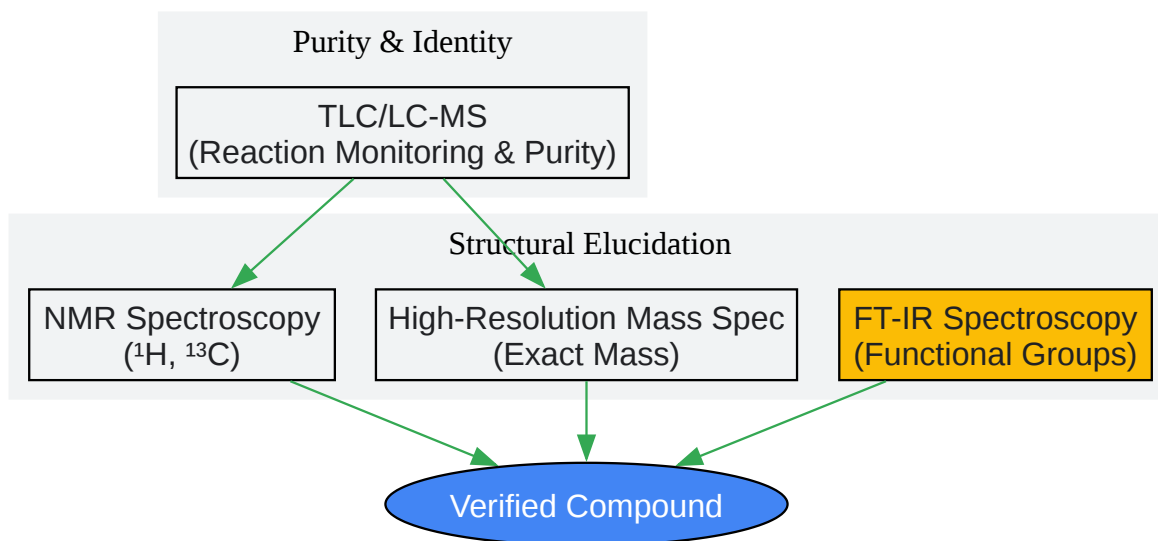 Purity & Identity
TLC/LC-MS
(Reaction Monitoring & Purity)
Structural Elucidation
NMR Spectroscopy
(¹H, ¹³C)
High-Resolution Mass Spec
(Exact Mass)
FT-IR Spectroscopy
(Functional Groups)
Verified Compound